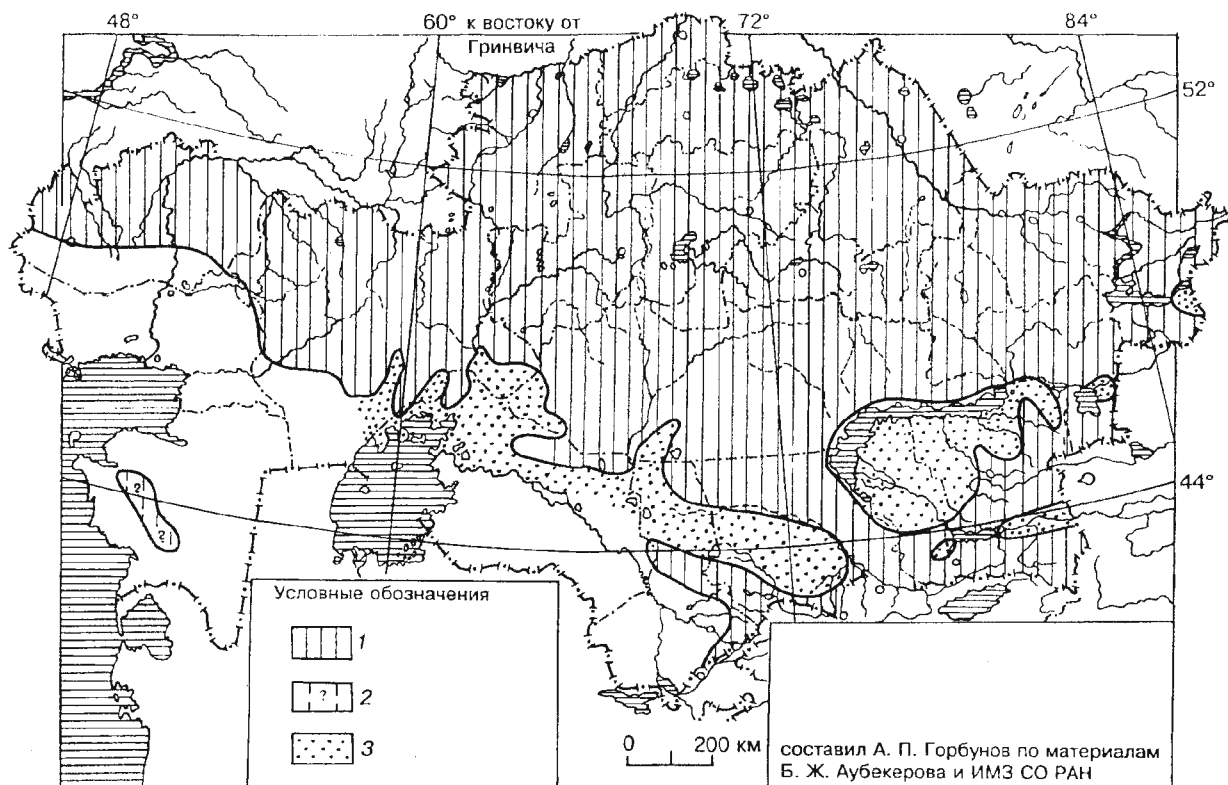 48°
60° к востоку от
Гринвича
72°
84°
52°
44°
?
?
Условные обозначения
1
? 2
3
0 200 км
составил А. П. Горбунов по материалам
Б. Ж. Аубекерова и ИМЗ СО РАН